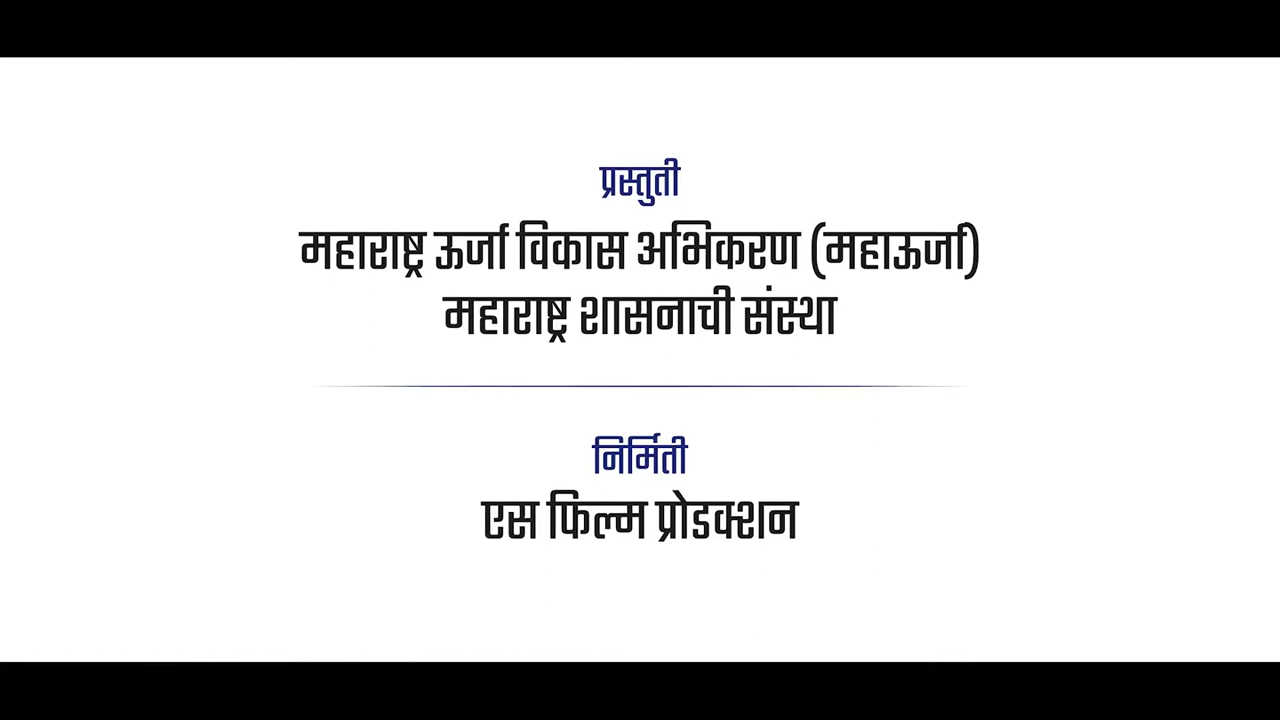 प्रस्तुती
महाराष्ट्र ऊर्जा विकास अभिकरण (महाऊर्जा)
महाराष्ट्र शासनाची संस्था
निर्मिती
एस फिल्म प्रोडक्शन